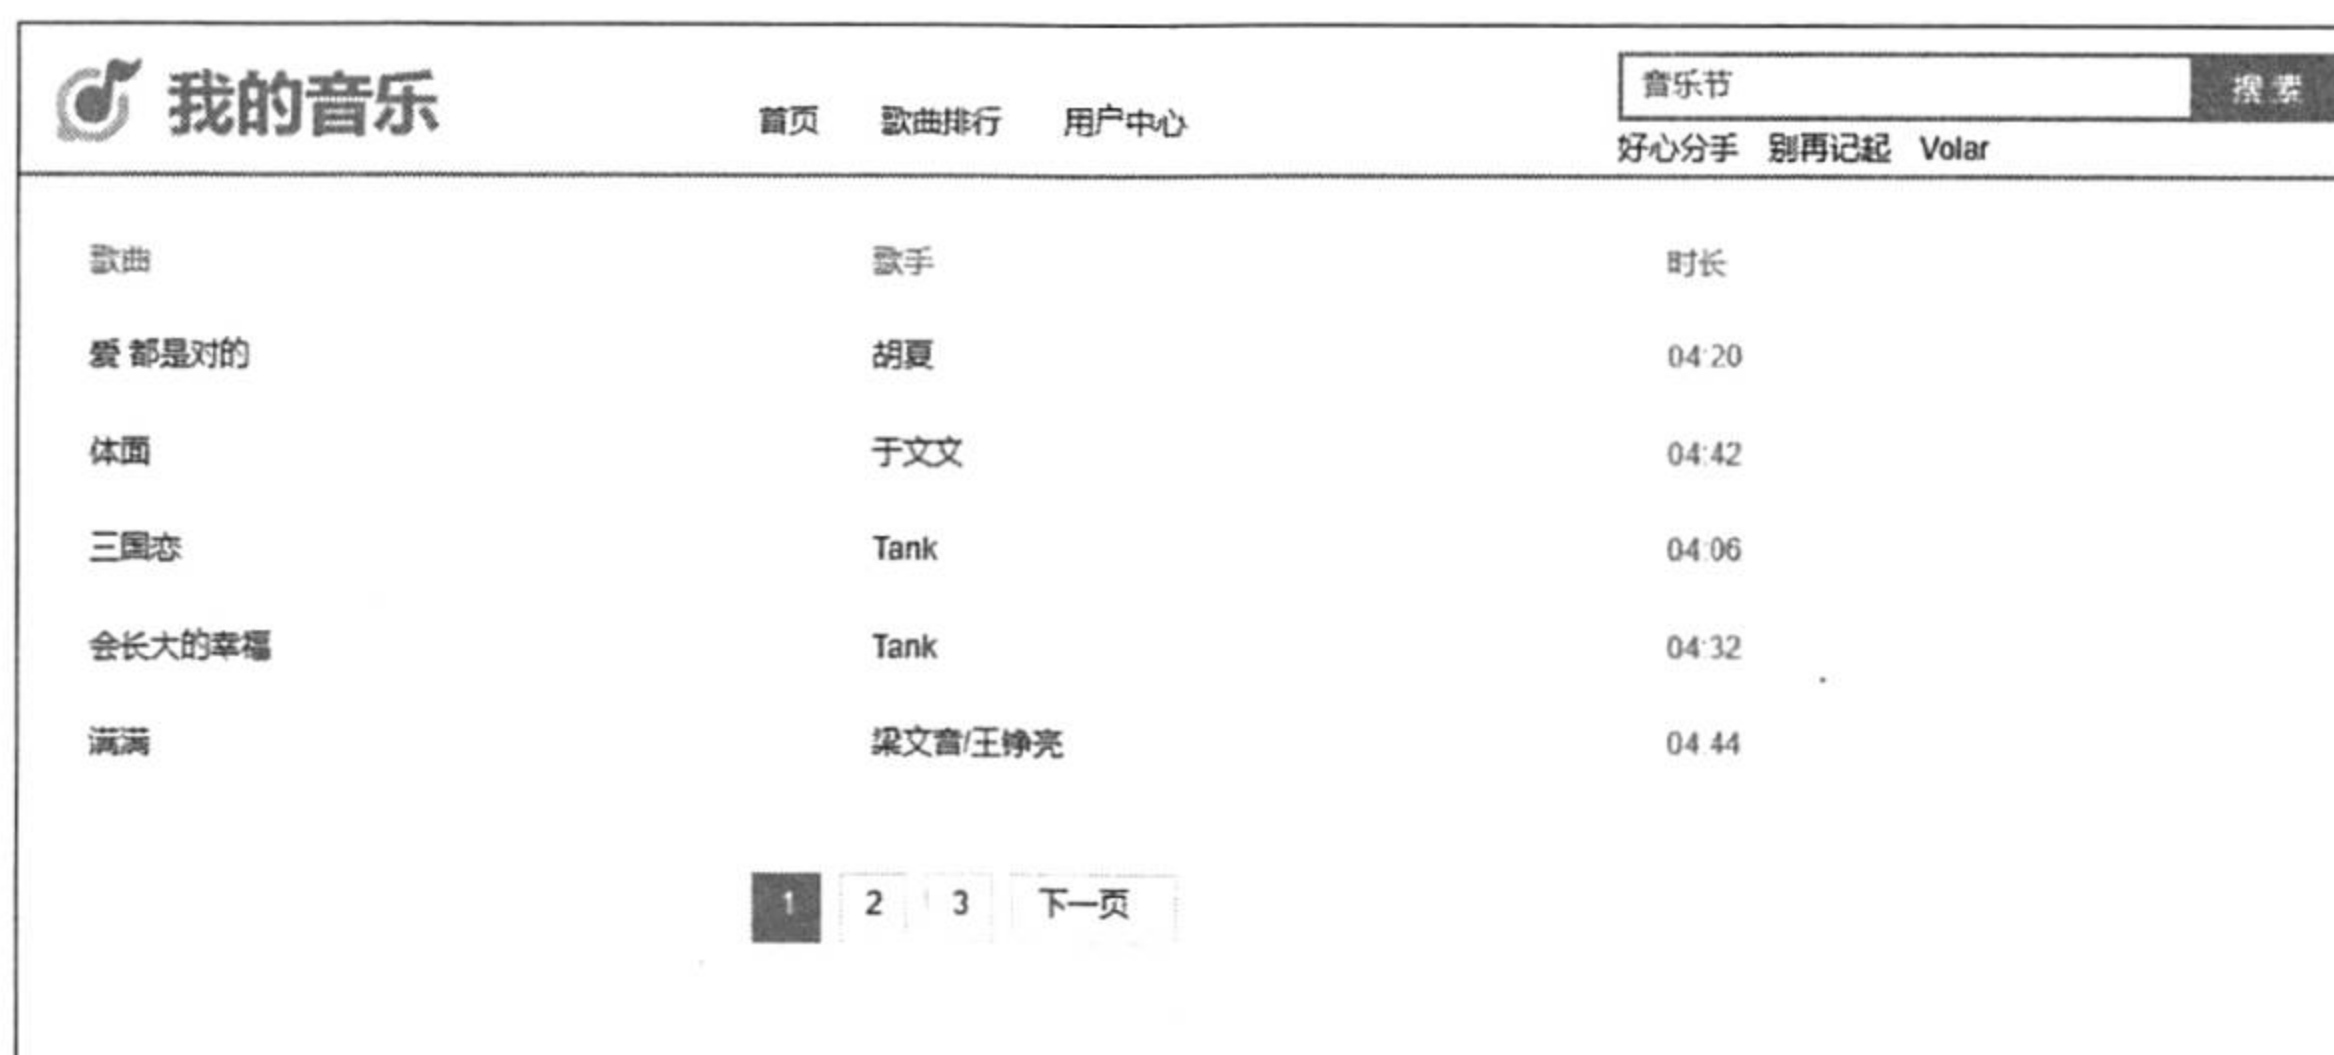 我的音乐
首页 歌曲排行 用户中心
音乐节 搜索
好心分手 别再记起 Volar
歌曲 歌手 时长
爱 都是对的 胡夏 04:20
体面 于文文 04:42
三国恋 Tank 04:06
会长大的幸福 Tank 04:32
满满 梁文音/王铮亮 04:44
1 2 3 下一页